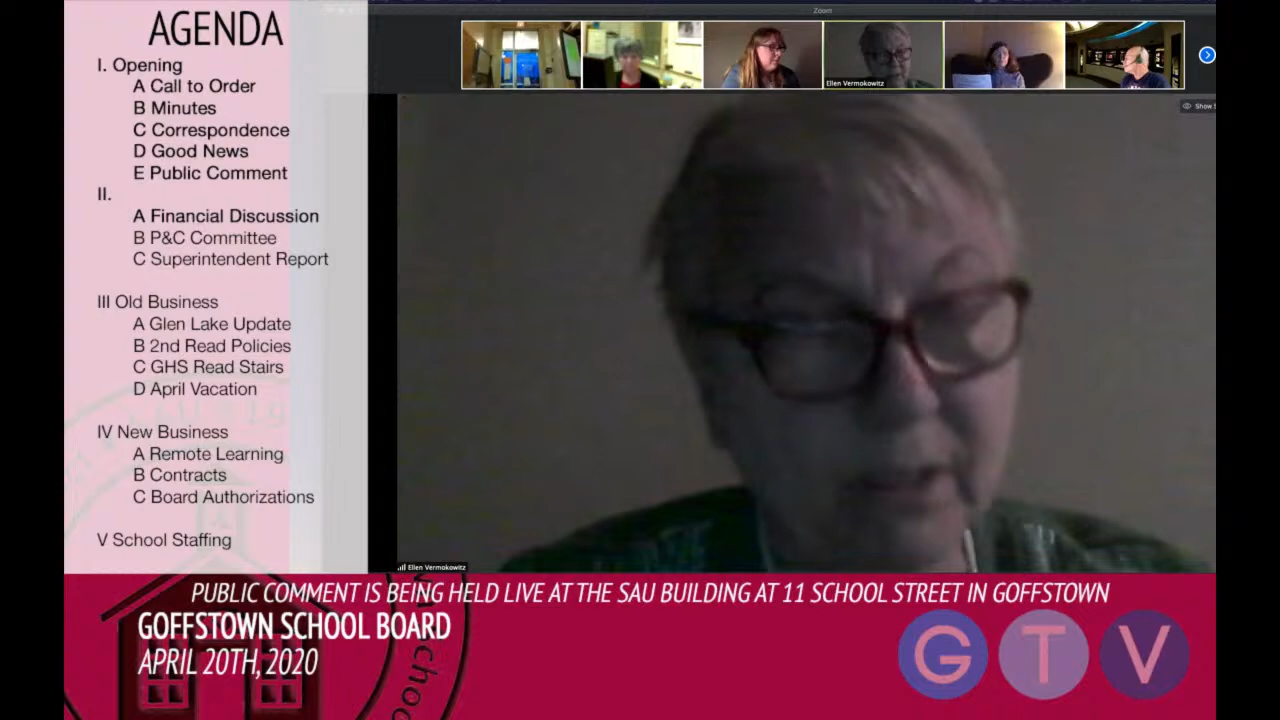 AGENDA
I. Opening
A Call to Order
B Minutes
C Correspondence
D Good News
E Public Comment
II.
A Financial Discussion
B P&C Committee
C Superintendent Report
III Old Business
A Glen Lake Update
B 2nd Read Policies
C GHS Read Stairs
D April Vacation
IV New Business
A Remote Learning
B Contracts
C Board Authorizations
V School Staffing
Zoom
Ellen Vermokowitz
Show S
Ellen Vermokowitz
PUBLIC COMMENT IS BEING HELD LIVE AT THE SAU BUILDING AT 11 SCHOOL STREET IN GOFFSTOWN
GOFFSTOWN SCHOOL BOARD
APRIL 20TH, 2020
G T V